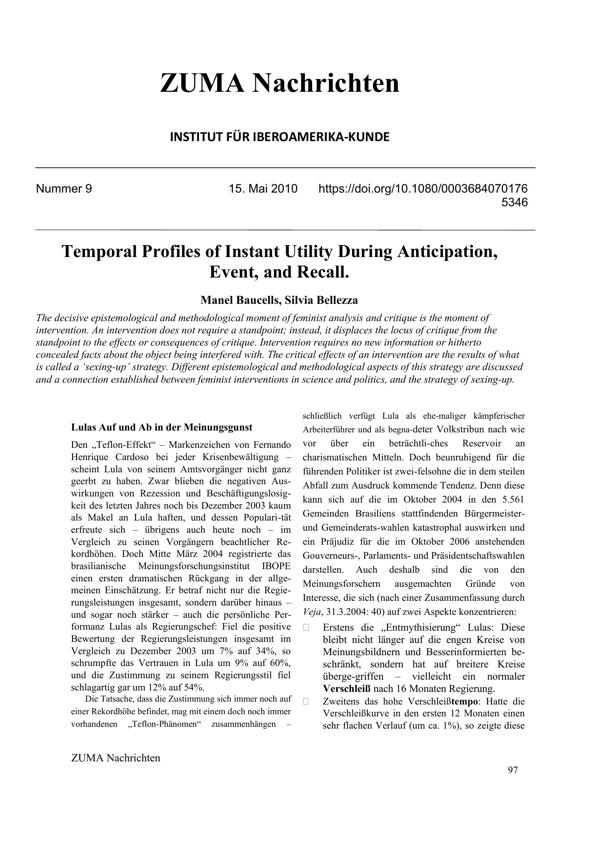 ZUMA Nachrichten
INSTITUT FÜR IBEROAMERIKA-KUNDE
Nummer 9 15. Mai 2010 https://doi.org/10.1080/0003684070176
5346
Temporal Profiles of Instant Utility During Anticipation,
Event, and Recall.
Manel Baucells, Silvia Bellezza
The decisive epistemological and methodological moment of feminist analysis and critique is the moment of
intervention. An intervention does not require a standpoint; instead, it displaces the locus of critique from the
standpoint to the effects or consequences of critique. Intervention requires no new information or hitherto
concealed facts about the object being interfered with. The critical effects of an intervention are the results of what
is called a ‘sexing-up’ strategy. Different epistemological and methodological aspects of this strategy are discussed
and a connection established between feminist interventions in science and politics, and the strategy of sexing-up.
Lulas Auf und Ab in der Meinungsgunst
Den „Teflon-Effekt“ – Markenzeichen von Fernando
Henrique Cardoso bei jeder Krisenbewältigung –
scheint Lula von seinem Amtsvorgänger nicht ganz
geerbt zu haben. Zwar blieben die negativen Aus-
wirkungen von Rezession und Beschäftigungslosig-
keit des letzten Jahres noch bis Dezember 2003 kaum
als Makel an Lula haften, und dessen Populari-tät
erfreute sich – übrigens auch heute noch – im
Vergleich zu seinen Vorgängern beachtlicher Re-
kordhöhen. Doch Mitte März 2004 registrierte das
brasilianische Meinungsforschungsinstitut IBOPE
einen ersten dramatischen Rückgang in der allge-
meinen Einschätzung. Er betraf nicht nur die Regie-
rungsleistungen insgesamt, sondern darüber hinaus –
und sogar noch stärker – auch die persönliche Per-
formanz Lulas als Regierungschef: Fiel die positive
Bewertung der Regierungsleistungen insgesamt im
Vergleich zu Dezember 2003 um 7% auf 34%, so
schrumpfte das Vertrauen in Lula um 9% auf 60%,
und die Zustimmung zu seinem Regierungsstil fiel
schlagartig gar um 12% auf 54%.
Die Tatsache, dass die Zustimmung sich immer noch auf
einer Rekordhöhe befindet, mag mit einem doch noch immer
vorhandenen „Teflon-Phänomen“ zusammenhängen –
schließlich verfügt Lula als ehe-maliger kämpferischer
Arbeiterführer und als begna-deter Volkstribun nach wie
vor über ein beträchtli-ches Reservoir an
charismatischen Mitteln. Doch beunruhigend für die
führenden Politiker ist zwei-felsohne die in dem steilen
Abfall zum Ausdruck kommende Tendenz. Denn diese
kann sich auf die im Oktober 2004 in den 5.561
Gemeinden Brasiliens stattfindenden Bürgermeister-
und Gemeinderats-wahlen katastrophal auswirken und
ein Präjudiz für die im Oktober 2006 anstehenden
Gouverneurs-, Parlaments- und Präsidentschaftswahlen
darstellen. Auch deshalb sind die von den
Meinungsforschern ausgemachten Gründe von
Interesse, die sich (nach einer Zusammenfassung durch
Veja, 31.3.2004: 40) auf zwei Aspekte konzentrieren:
Erstens die „Entmythisierung“ Lulas: Diese
bleibt nicht länger auf die engen Kreise von
Meinungsbildnern und Besserinformierten be-
schränkt, sondern hat auf breitere Kreise
überge-griffen – vielleicht ein normaler
Verschleiß nach 16 Monaten Regierung.
Zweitens das hohe Verschleißtempo: Hatte die
Verschleißkurve in den ersten 12 Monaten einen
sehr flachen Verlauf (um ca. 1%), so zeigte diese
ZUMA Nachrichten
97